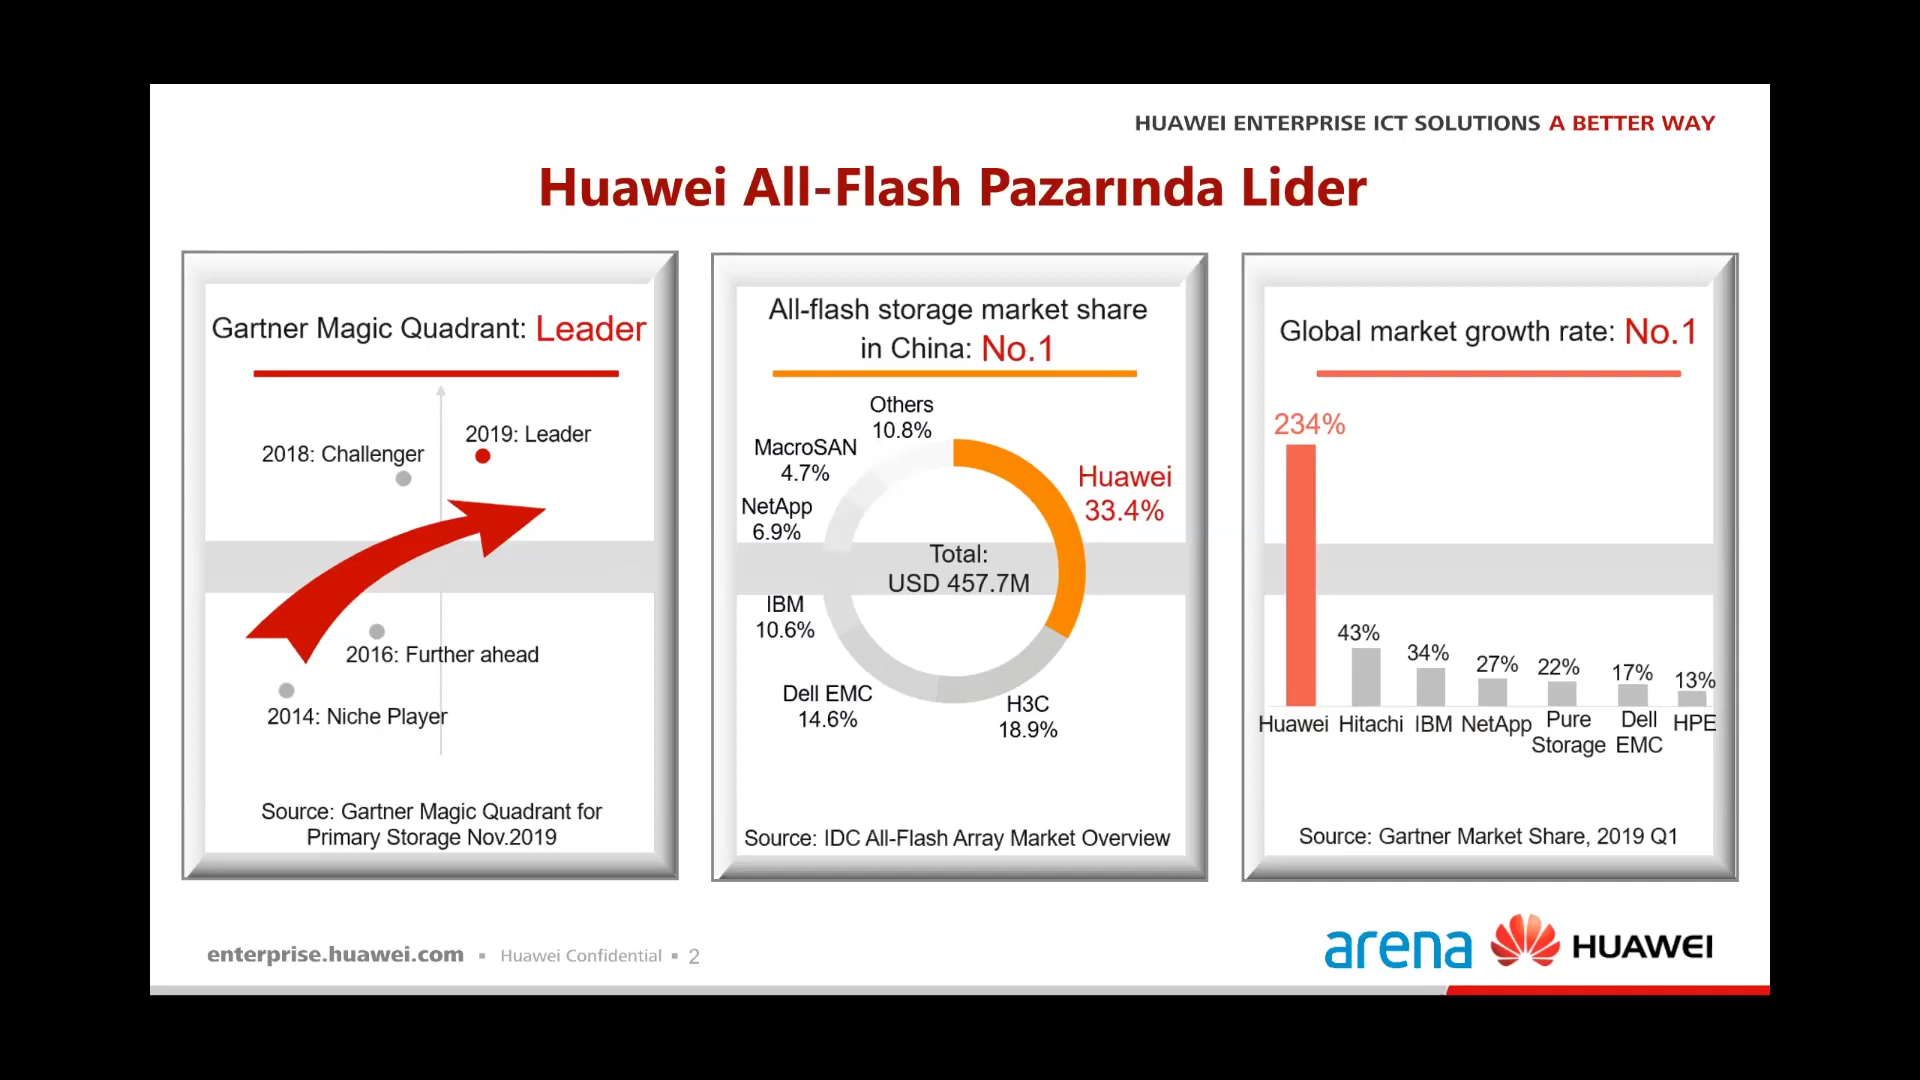 HUAWEI ENTERPRISE ICT SOLUTIONS A BETTER WAY
Huawei All-Flash Pazarında Lider
Gartner Magic Quadrant: Leader
2018: Challenger
2019: Leader
2016: Further ahead
2014: Niche Player
Source: Gartner Magic Quadrant for
Primary Storage Nov.2019
All-flash storage market share
in China: No.1
Others
10.8%
MacroSAN
4.7%
NetApp
6.9%
IBM
10.6%
Dell EMC
14.6%
H3C
18.9%
Huawei
33.4%
Total:
USD 457.7M
Source: IDC All-Flash Array Market Overview
Global market growth rate: No.1
234%
43%
34%
27%
22%
17%
13%
Huawei
Hitachi
IBM
NetApp
Pure
Storage
Dell
EMC
HPE
Source: Gartner Market Share, 2019 Q1
enterprise.huawei.com ▪ Huawei Confidential ▪ 2
arena
HUAWEI